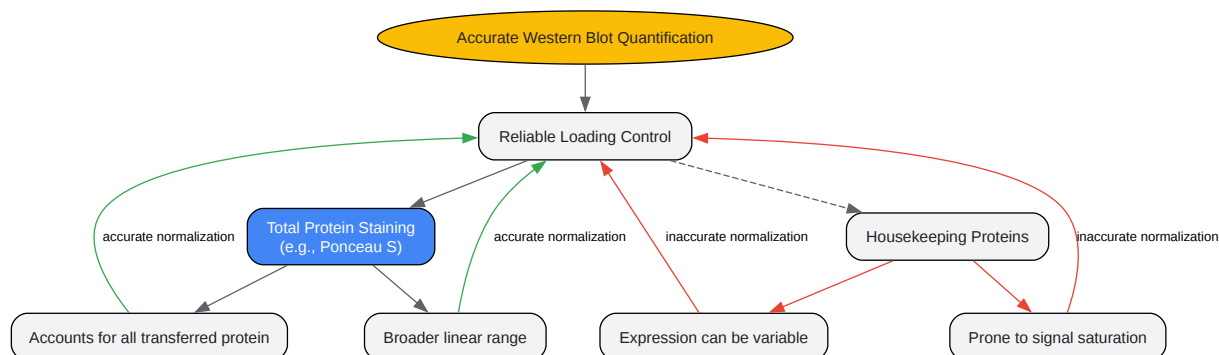 Accurate Western Blot Quantification
Reliable Loading Control
Total Protein Staining
(e.g., Ponceau S)
Housekeeping Proteins
accurate normalization
accurate normalization
inaccurate normalization
inaccurate normalization
Accounts for all transferred protein
Broader linear range
Expression can be variable
Prone to signal saturation